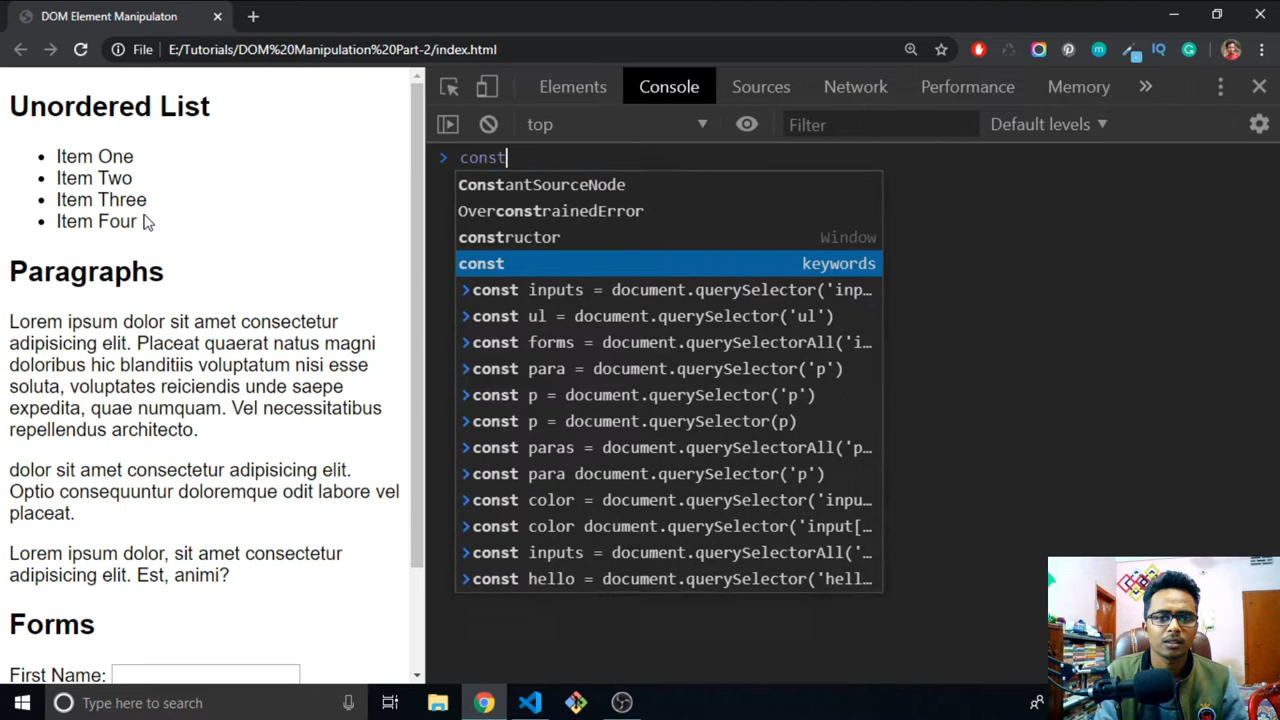 DOM Element Manipulaton
File
E:/Tutorials/DOM%20Manipulation%20Part-2/index.html
Unordered List
Item One
Item Two
Item Three
Item Four
Paragraphs
Lorem ipsum dolor sit amet consectetur
adipisicing elit. Placeat quaerat natus magni
doloribus hic blanditiis voluptatum nisi esse
soluta, voluptates reiciendis unde saepe
expedita, quae numquam. Vel necessitatibus
repellendus architecto.
dolor sit amet consectetur adipisicing elit.
Optio consequuntur doloremque odit labore vel
placeat.
Lorem ipsum dolor, sit amet consectetur
adipisicing elit. Est, animi?
Forms
First Name:
Elements Console Sources Network Performance Memory »
top Filter Default levels
> const
ConstantSourceNode
OverconstrainedError
constructor Window
const keywords
>const inputs = document.querySelector('inp…
>const ul = document.querySelector('ul')
>const forms = document.querySelectorAll('i…
>const para = document.querySelector('p')
>const p = document.querySelector('p')
>const p = document.querySelector(p)
>const paras = document.querySelectorAll('p…
>const para document.querySelector('p')
>const color = document.querySelector('inpu…
>const color document.querySelector('input[…
>const inputs = document.querySelectorAll('…
>const hello = document.querySelector('hell…
Type here to search